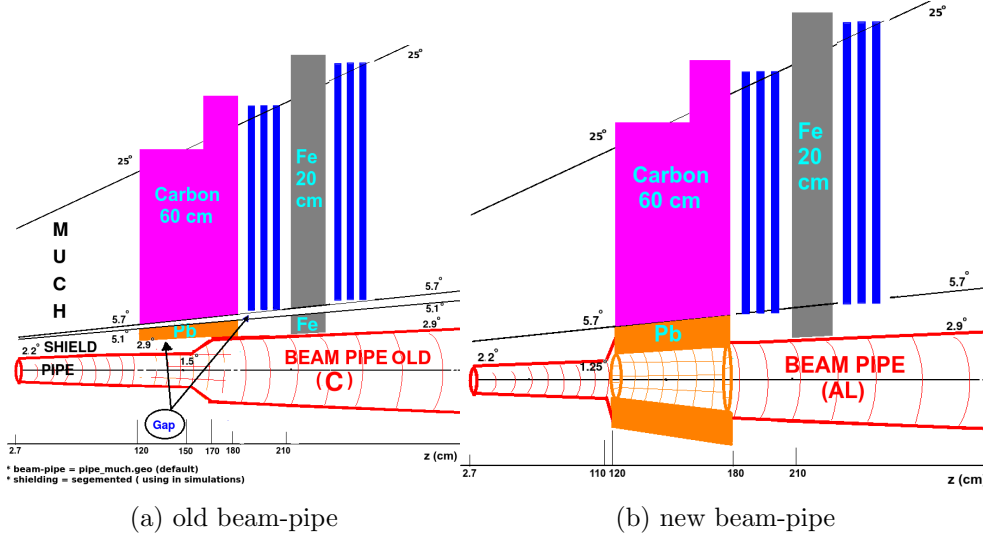 25°
25°
Carbon
60 cm
Fe
20
cm
M
U
C
H
5.7°
5.1°
5.7°
5.1°
Pb
2.9°
Fe
2.9°
SHIELD
2.2°
PIPE
1.5°
BEAM PIPE OLD
(C)
Gap
2.7
120
150
170
180
210
z (cm)
* beam-pipe = pipe_much.geo (default)
* shielding = segemented ( using in simulations)
(a) old beam-pipe
25°
25°
Fe
20
cm
Carbon
60 cm
5.7°
5.7°
Pb
2.9°
2.2°
1.25°
BEAM PIPE
(AL)
2.7
110
120
180
210
z (cm)
(b) new beam-pipe